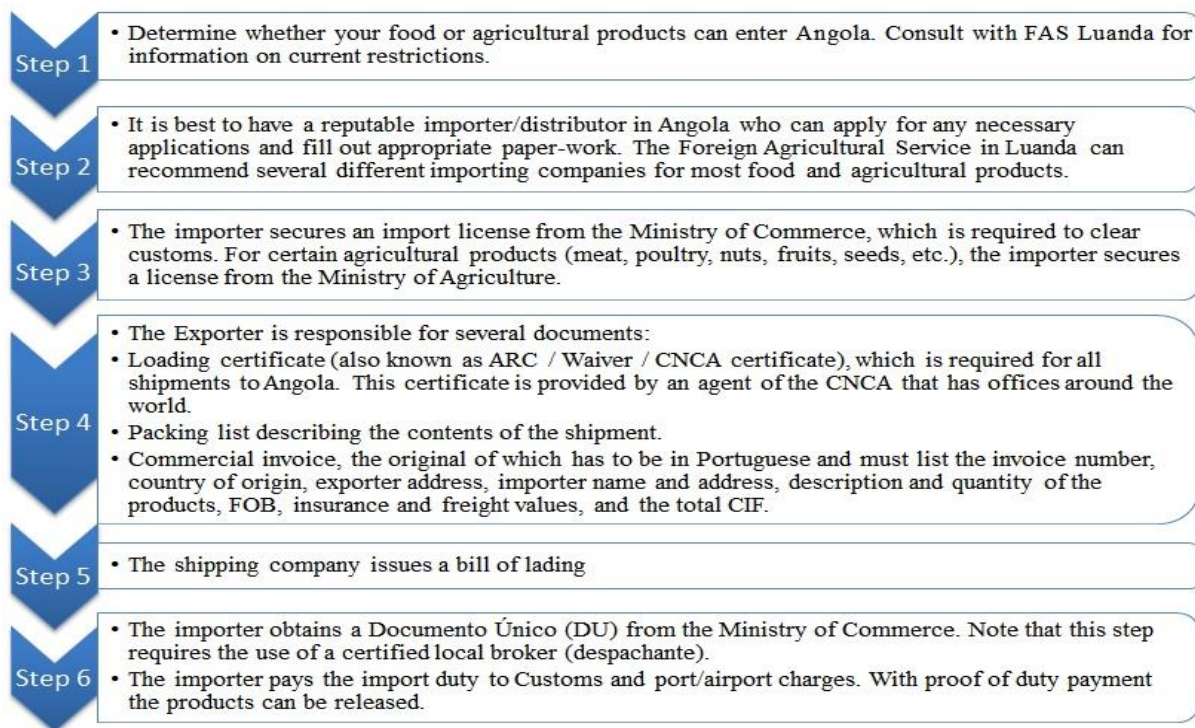 Step 1
• Determine whether your food or agricultural products can enter Angola. Consult with FAS Luanda for
information on current restrictions.
Step 2
• It is best to have a reputable importer/distributor in Angola who can apply for any necessary
applications and fill out appropriate paper-work. The Foreign Agricultural Service in Luanda can
recommend several different importing companies for most food and agricultural products.
Step 3
• The importer secures an import license from the Ministry of Commerce, which is required to clear
customs. For certain agricultural products (meat, poultry, nuts, fruits, seeds, etc.), the importer secures
a license from the Ministry of Agriculture.
Step 4
• The Exporter is responsible for several documents:
• Loading certificate (also known as ARC / Waiver / CNCA certificate), which is required for all
shipments to Angola. This certificate is provided by an agent of the CNCA that has offices around the
world.
• Packing list describing the contents of the shipment.
• Commercial invoice, the original of which has to be in Portuguese and must list the invoice number,
country of origin, exporter address, importer name and address, description and quantity of the
products, FOB, insurance and freight values, and the total CIF.
Step 5
• The shipping company issues a bill of lading
Step 6
• The importer obtains a Documento Único (DU) from the Ministry of Commerce. Note that this step
requires the use of a certified local broker (despachante).
• The importer pays the import duty to Customs and port/airport charges. With proof of duty payment
the products can be released.